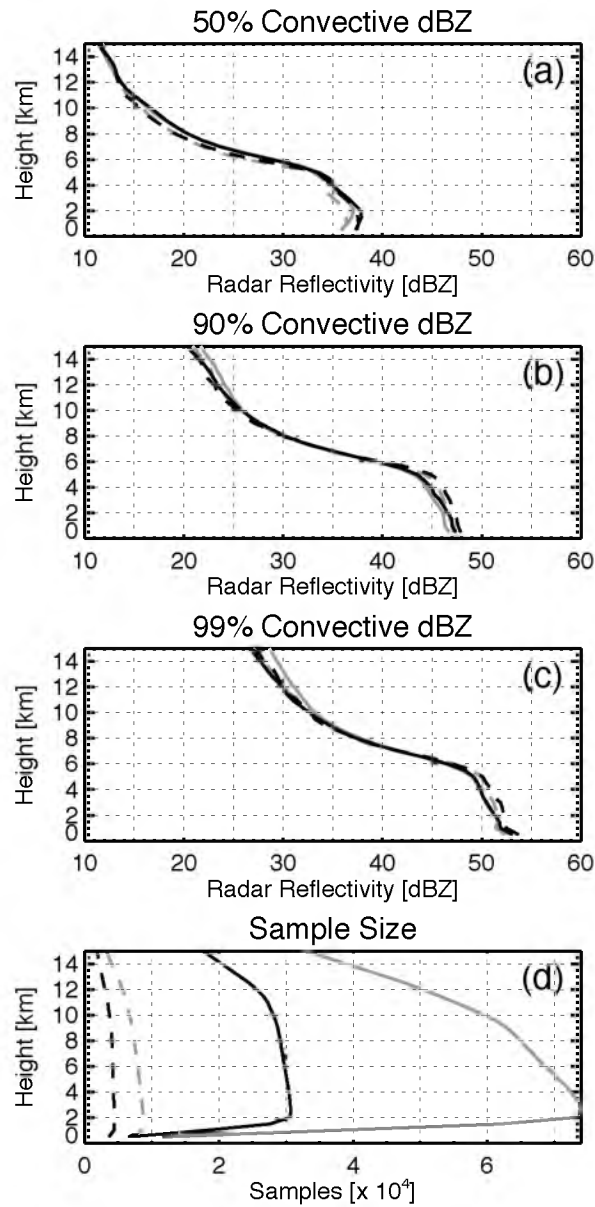 50% Convective dBZ
(a)
Height [km]
14
12
10
8
6
4
2
0
10 20 30 40 50 60
Radar Reflectivity [dBZ]
90% Convective dBZ
(b)
Height [km]
14
12
10
8
6
4
2
0
10 20 30 40 50 60
Radar Reflectivity [dBZ]
99% Convective dBZ
(c)
Height [km]
14
12
10
8
6
4
2
0
10 20 30 40 50 60
Radar Reflectivity [dBZ]
Sample Size
(d)
Height [km]
14
12
10
8
6
4
2
0
0 2 4 6
Samples [x 10⁴]